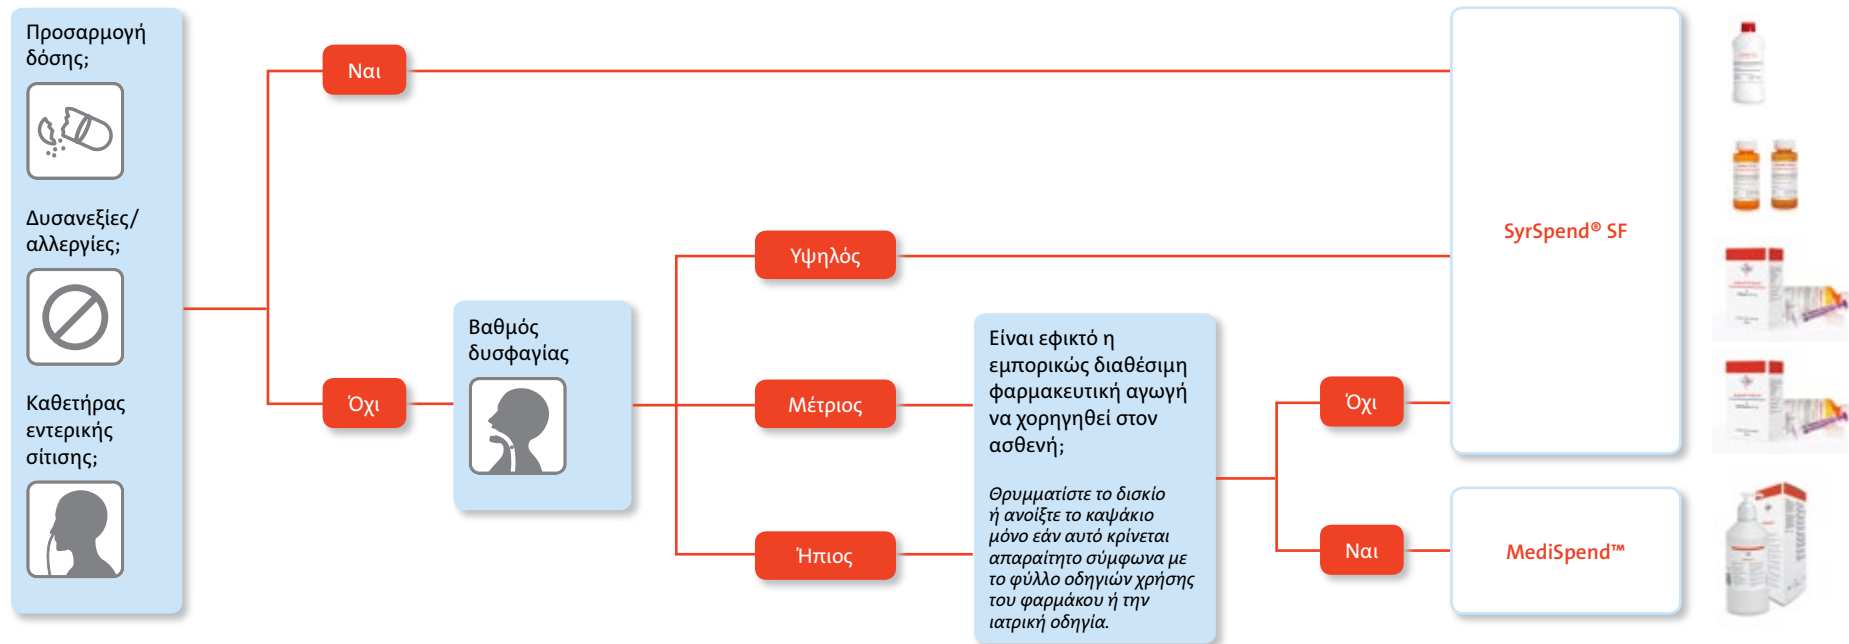 Προσαρμογή
δόσης;
Δυσανεξίες/
αλλεργίες;
Καθετήρας
εντερικής
σίτισης;
Ναι
Όχι
Βαθμός
δυσφαγίας
Υψηλός
Μέτριος
Ήπιος
Είναι εφικτό η
εμπορικώς διαθέσιμη
φαρμακευτική αγωγή
να χορηγηθεί στον
ασθενή;
Θρυμματίστε το δισκίο
ή ανοίξτε το καψάκιο
μόνο εάν αυτό κρίνεται
απαραίτητο σύμφωνα με
το φύλλο οδηγιών χρήσης
του φαρμάκου ή την
ιατρική οδηγία.
Όχι
Ναι
SyrSpend® SF
MediSpend™